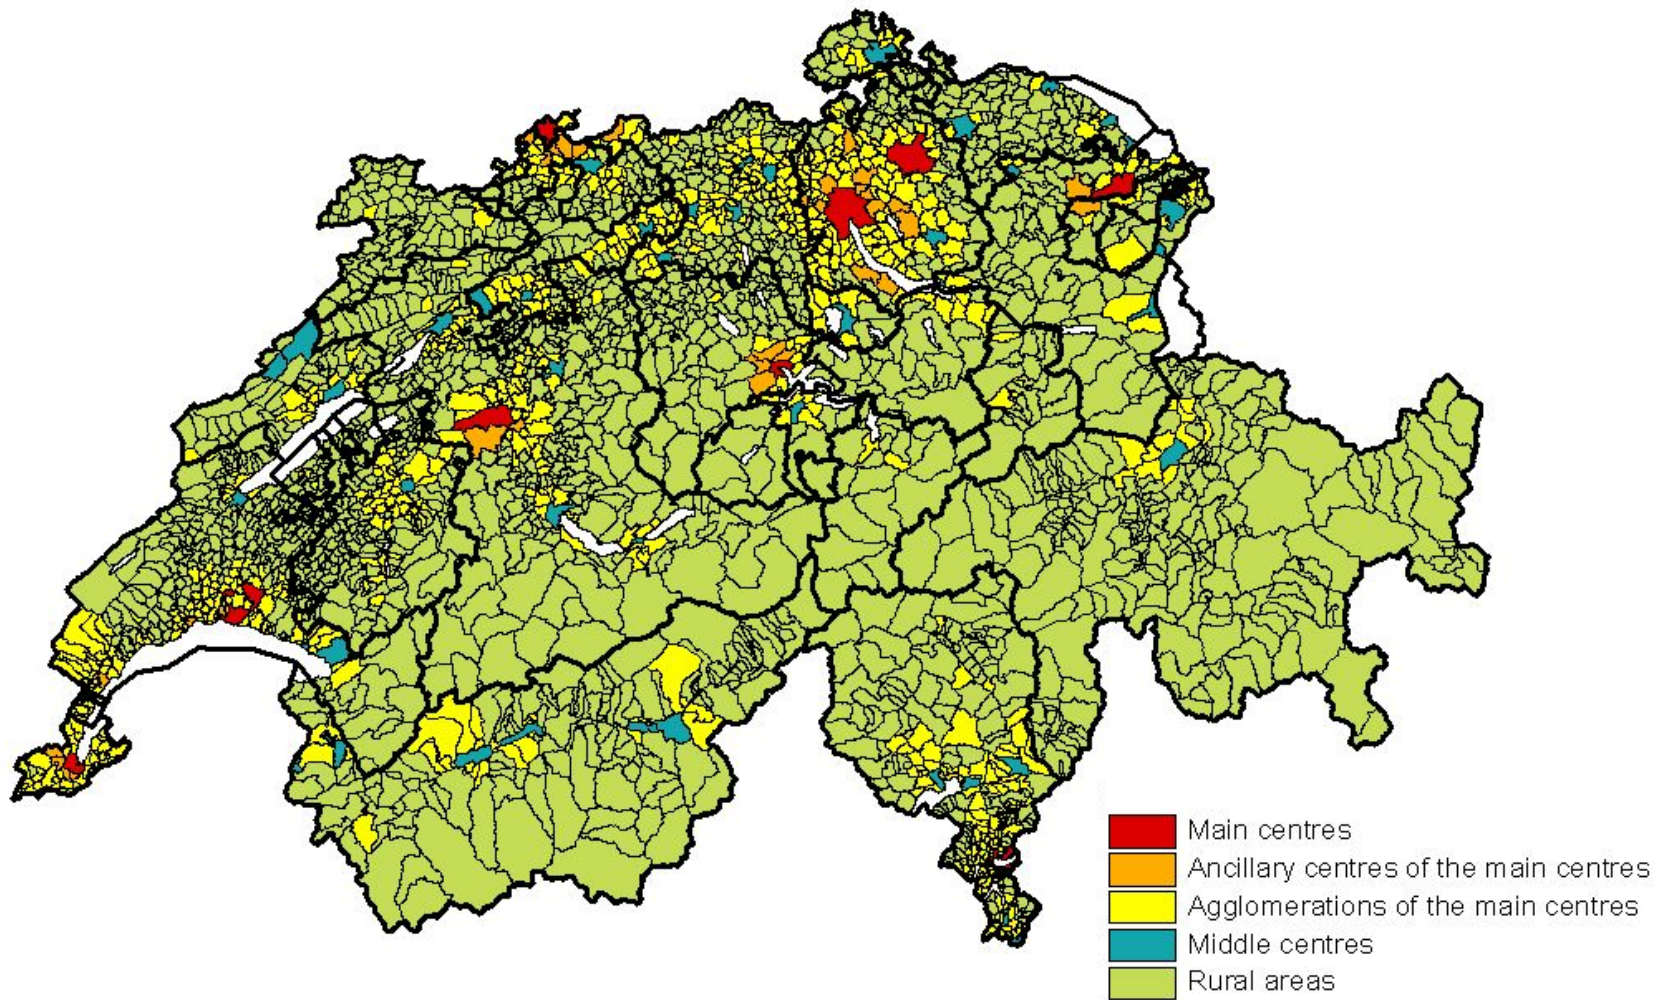 Main centres
Ancillary centres of the main centres
Agglomerations of the main centres
Middle centres
Rural areas